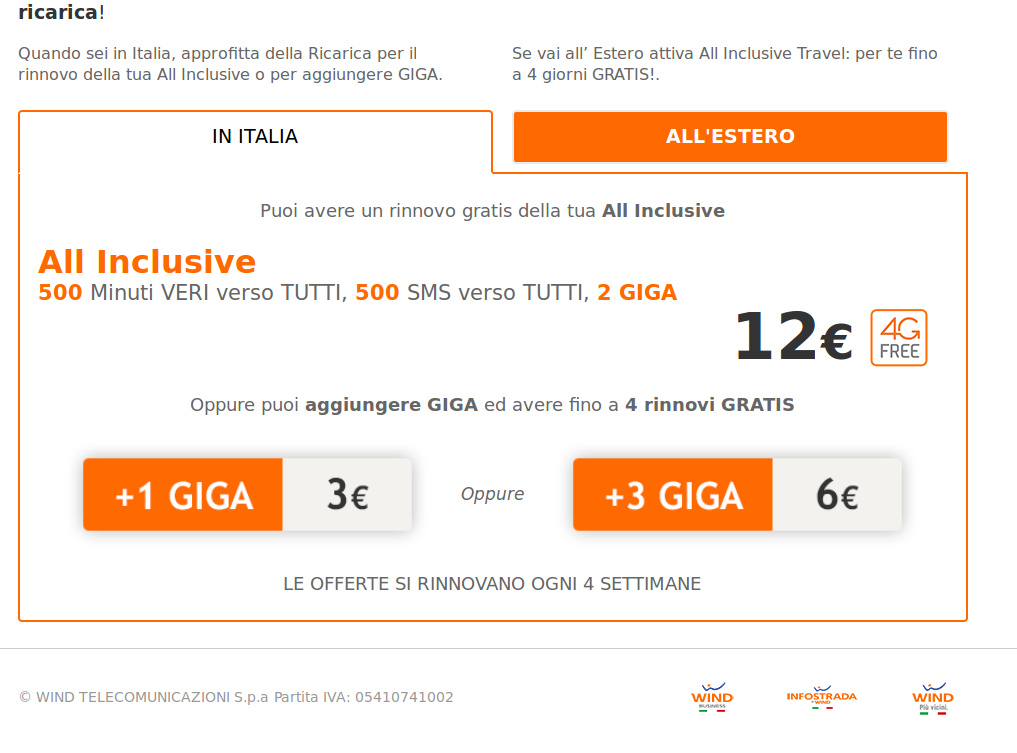 ricarica!
Quando sei in Italia, approfitta della Ricarica per il
rinnovo della tua All Inclusive o per aggiungere GIGA.
Se vai all’ Estero attiva All Inclusive Travel: per te fino
a 4 giorni GRATIS!.
IN ITALIA
ALL'ESTERO
Puoi avere un rinnovo gratis della tua All Inclusive
All Inclusive
500 Minuti VERI verso TUTTI, 500 SMS verso TUTTI, 2 GIGA
12€
4G
FREE
Oppure puoi aggiungere GIGA ed avere fino a 4 rinnovi GRATIS
+1 GIGA 3€
Oppure
+3 GIGA 6€
LE OFFERTE SI RINNOVANO OGNI 4 SETTIMANE
© WIND TELECOMUNICAZIONI S.p.a Partita IVA: 05410741002
WIND
BUSINESS
INFOSTRADA
WIND
WIND
Più vicini.